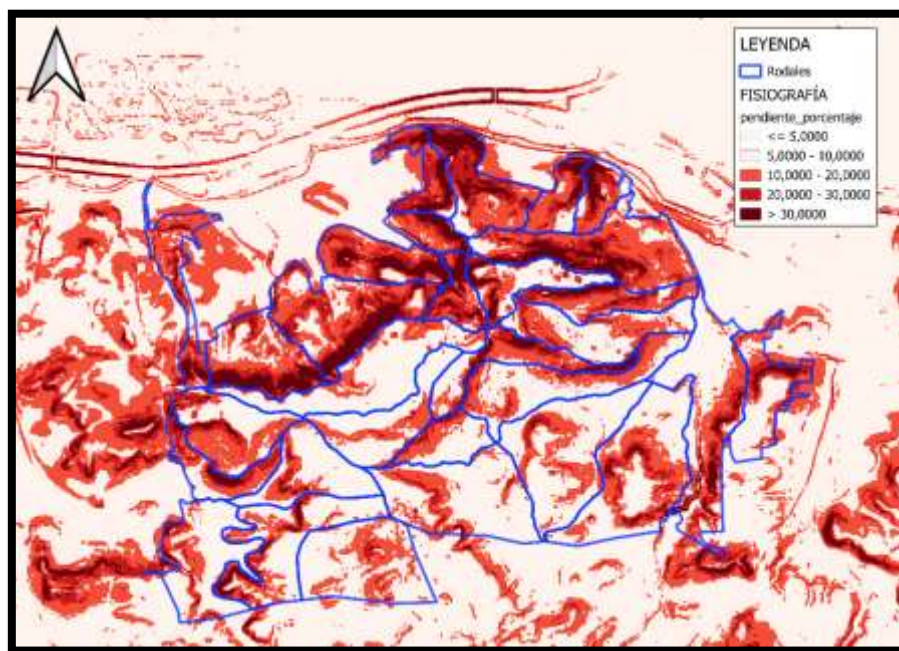 LEYENDA
Rodales
FISIOGRAFÍA
pendiente_porcentaje
<= 5,0000
5,0000 - 10,0000
10,0000 - 20,0000
20,0000 - 30,0000
> 30,0000